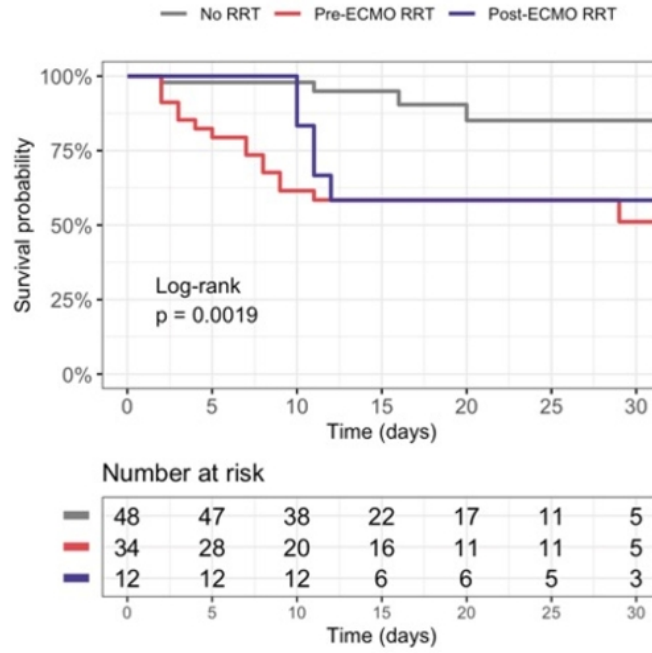 No RRT Pre-ECMO RRT Post-ECMO RRT
100%
75%
50%
25%
0%
Survival probability
Log-rank
p = 0.0019
0 5 10 15 20 25 30
Time (days)
Number at risk
48 47 38 22 17 11 5
34 28 20 16 11 11 5
12 12 12 6 6 5 3
0 5 10 15 20 25 30
Time (days)